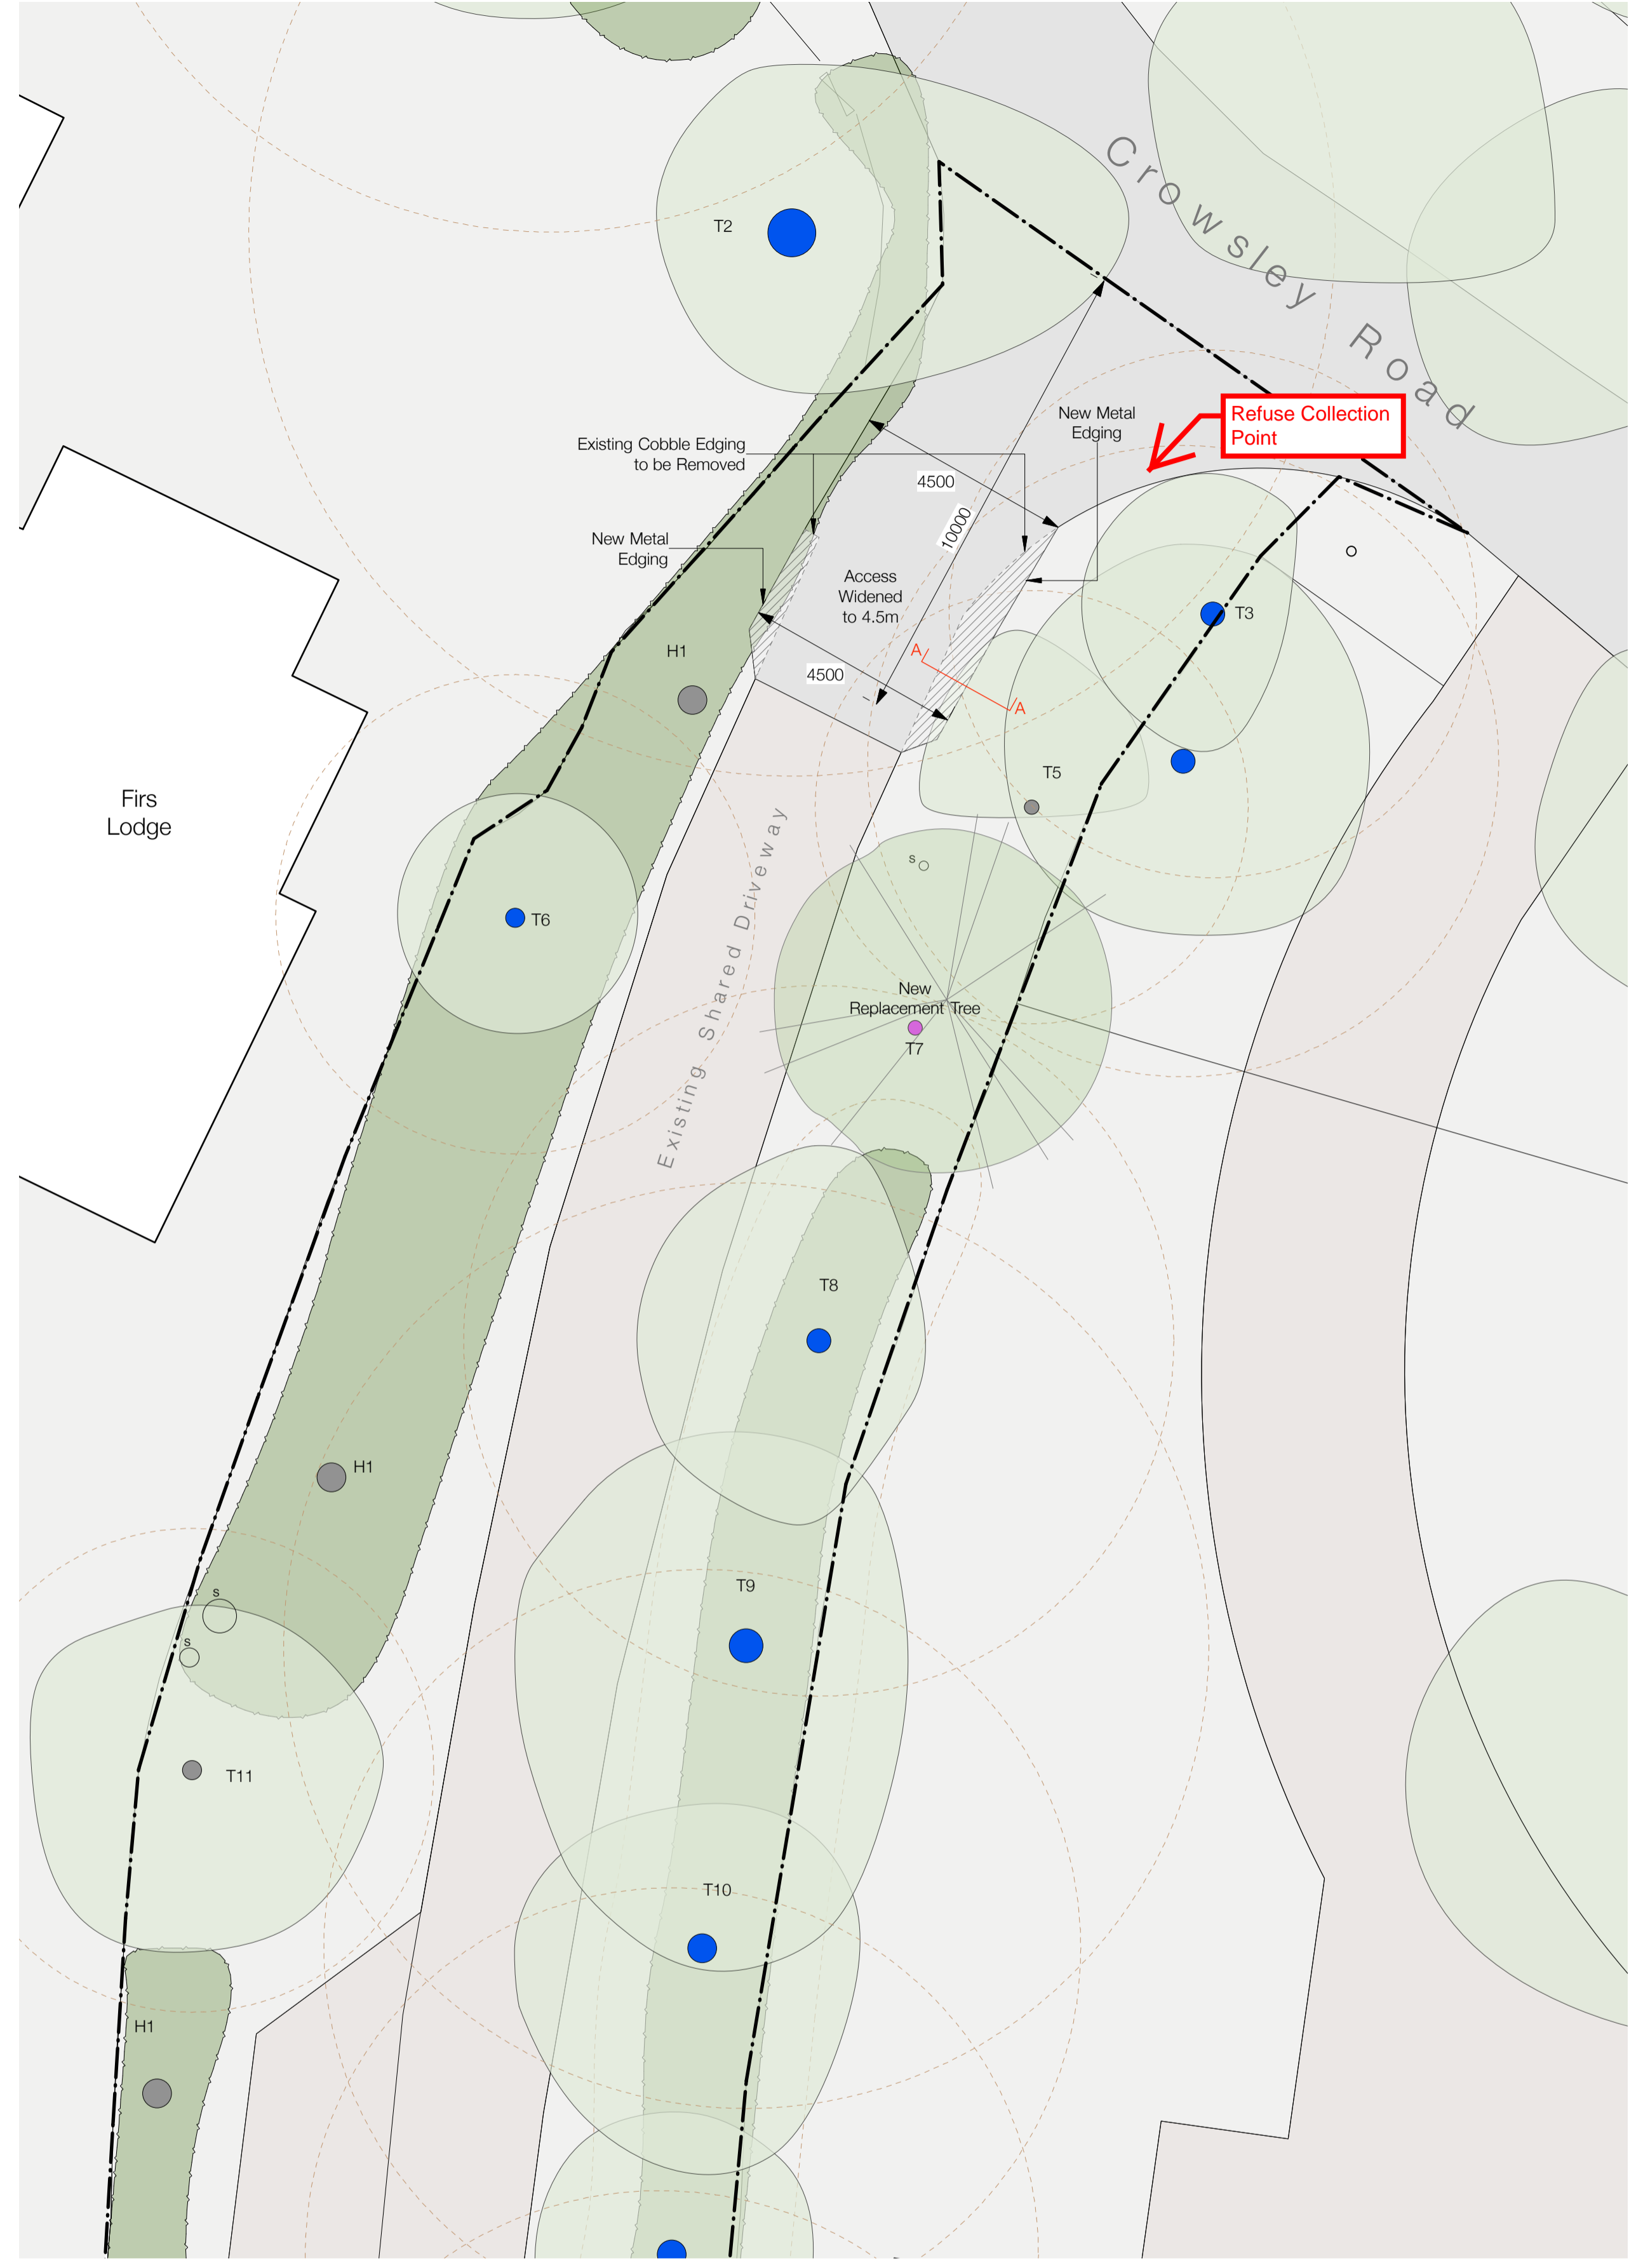 Crowsley Road
T2
Refuse Collection
Point
New Metal
Edging
Existing Cobble Edging
to be Removed
4500
10000
New Metal
Edging
Access
Widened
to 4.5m
T3
H1
A
A
4500
T5
Firs
Lodge
s
T6
Existing Shared Driveway
New
Replacement Tree
T7
T8
H1
T9
s
s
T11
T10
H1